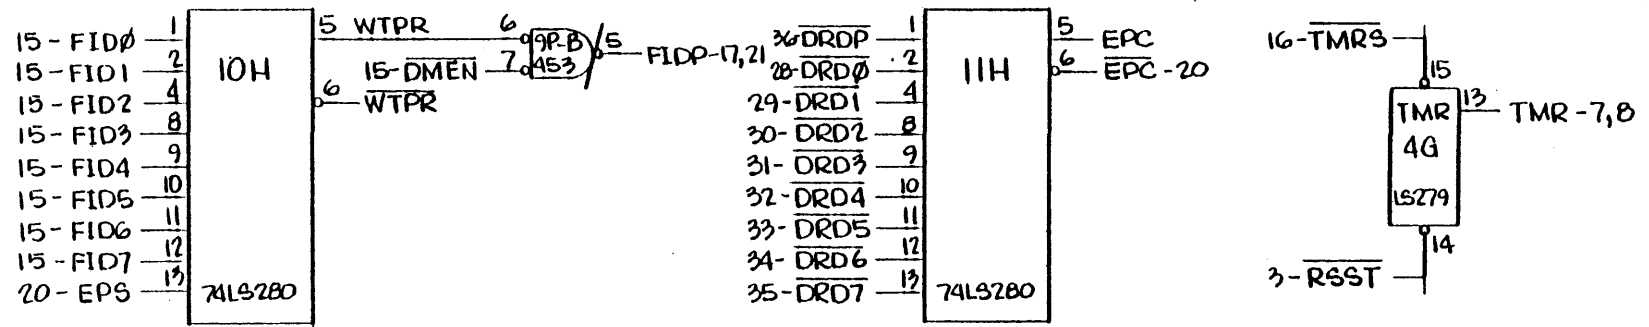 15-FIDØ 1
15-FID1 2
15-FID2 4
15-FID3 8
15-FID4 9
15-FID5 10
15-FID6 11
15-FID7 12
20-EPS 13
10H
74LS280
5 WTPR 6
15-DMEN 7
6 WTPR
9P-B
453
5 FIDP-17,21
36 DRDP 1
28-DRDØ 2
29-DRD1 4
30-DRD2 8
31-DRD3 9
32-DRD4 10
33-DRD5 11
34-DRD6 12
35-DRD7 13
11H
74LS280
5 EPC
6 EPC-20
16-TMRS
15
TMR
4G
LS279
13 TMR-7,8
14
3-RSST